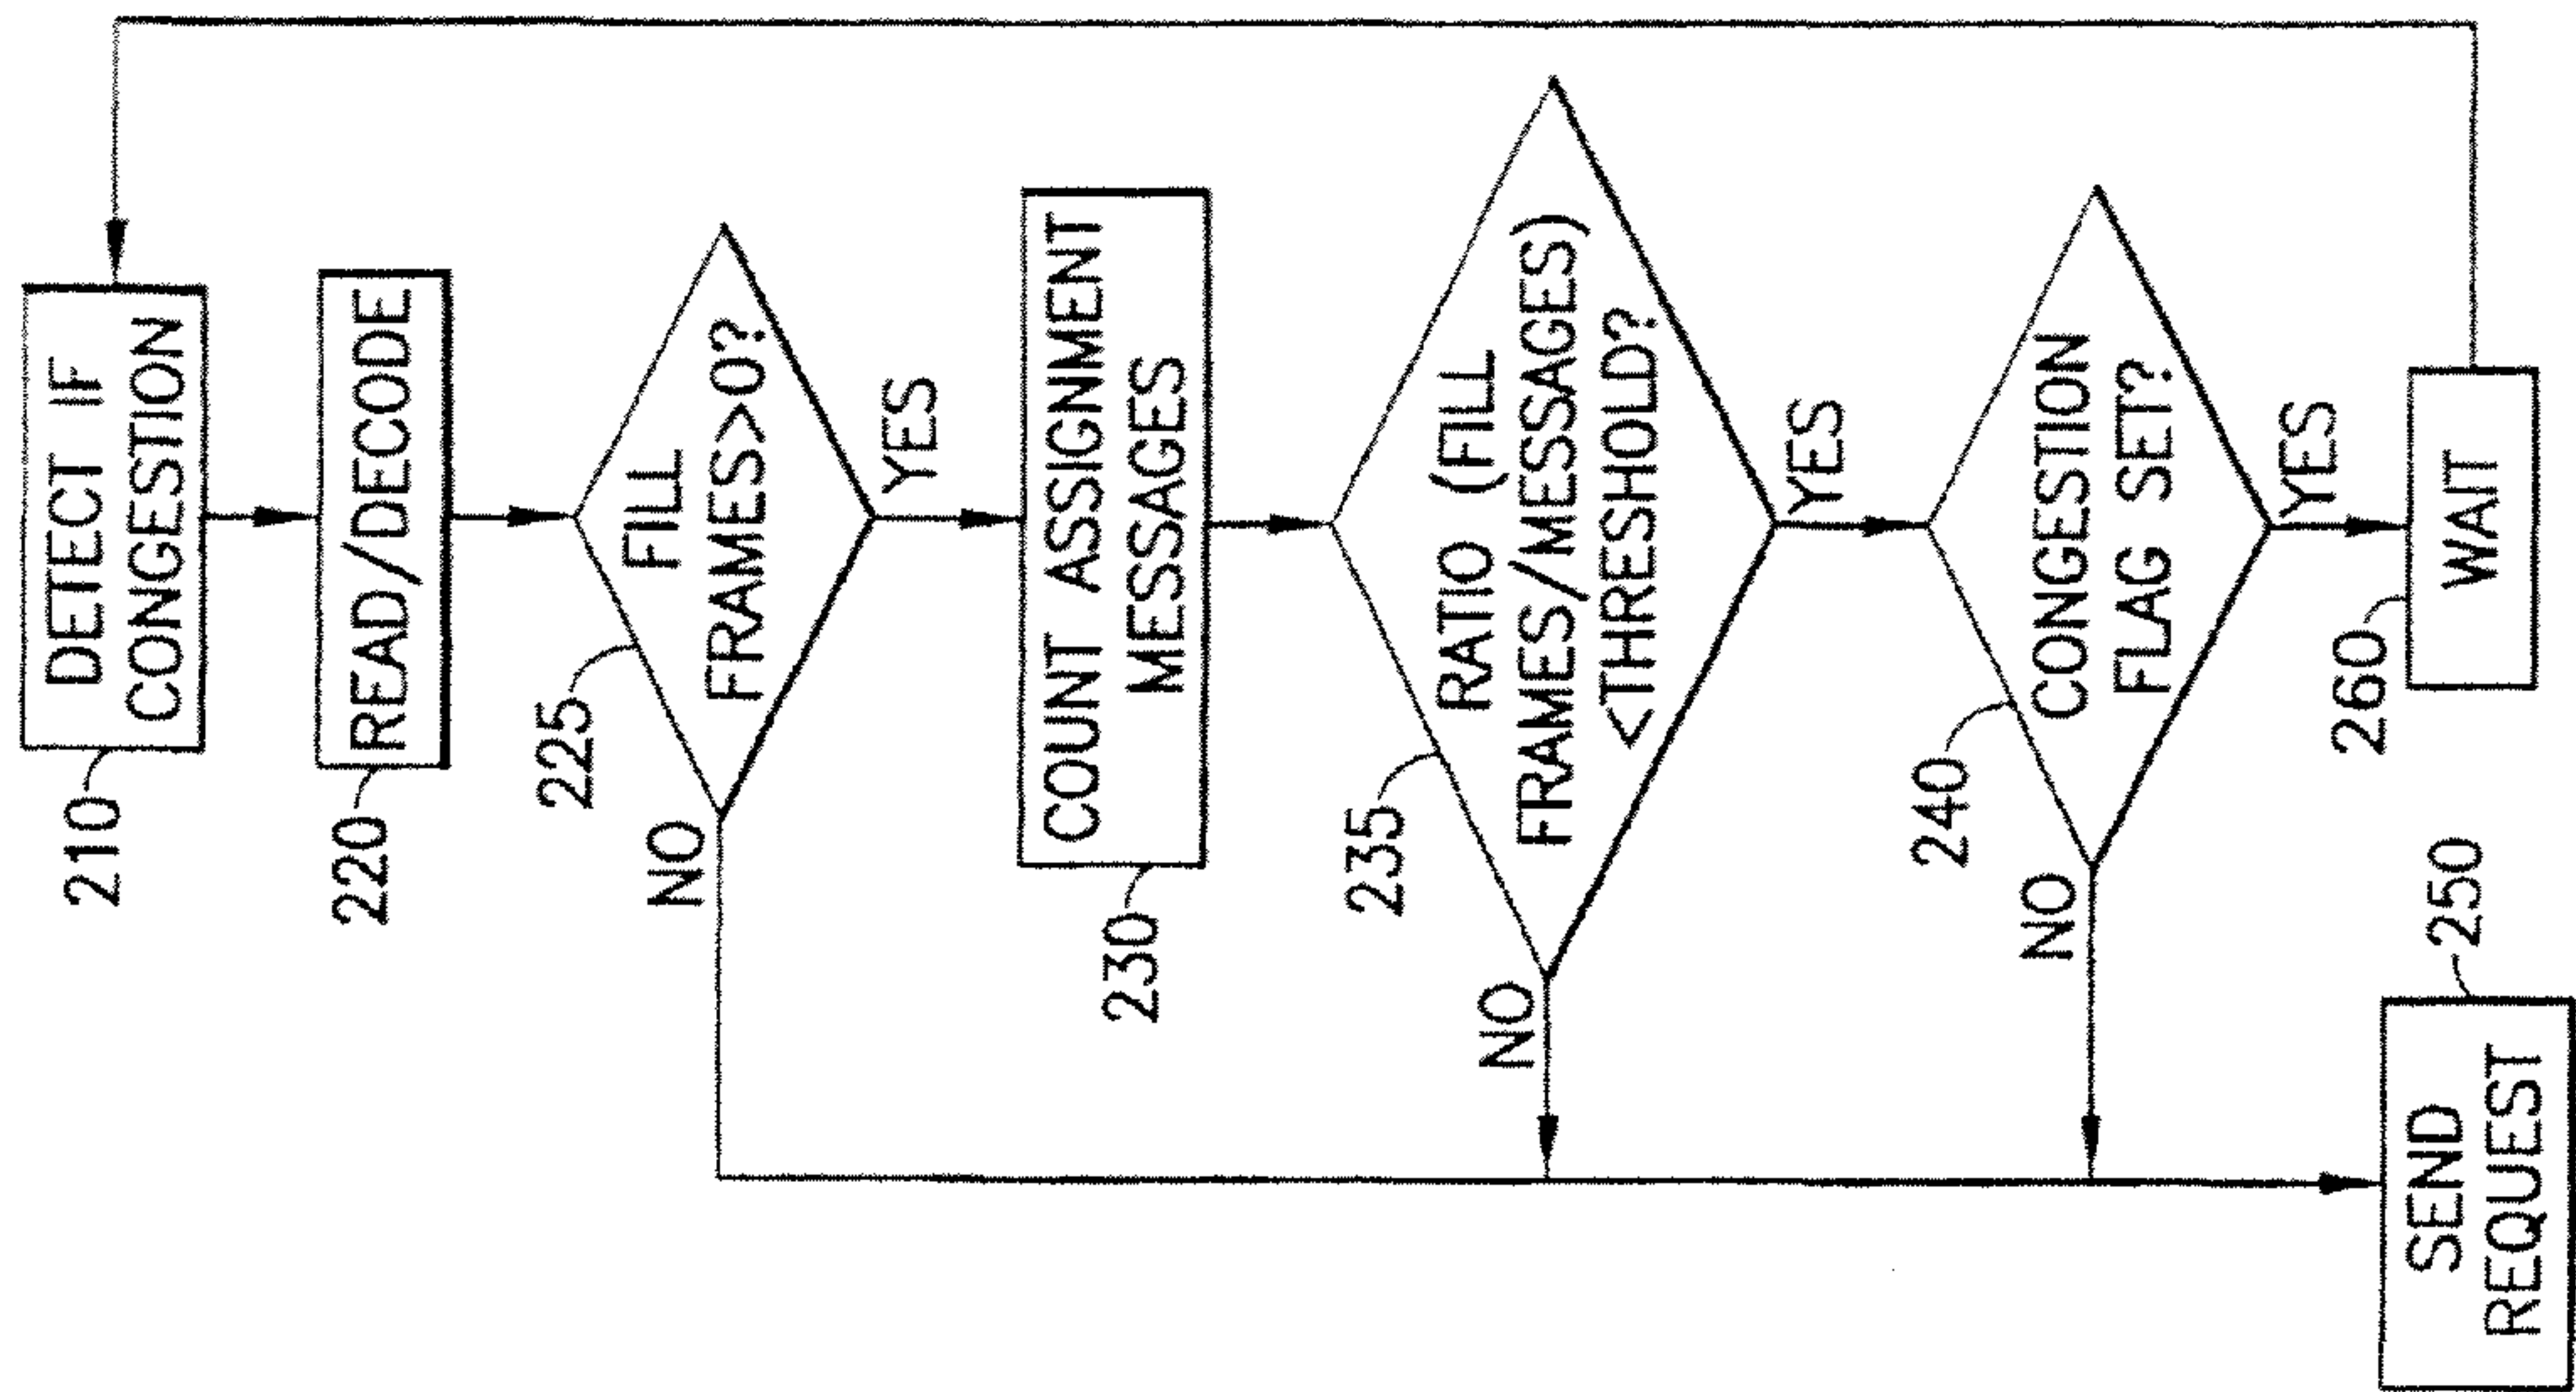 DETECT IF
CONGESTION
210
READ/DECODE
220
FILL
FRAMES>0?
225
NO
YES
COUNT ASSIGNMENT
MESSAGES
230
RATIO (FILL
FRAMES/MESSAGES)
<THRESHOLD?
235
NO
YES
CONGESTION
FLAG SET?
240
NO
YES
SEND
REQUEST
250
WAIT
260